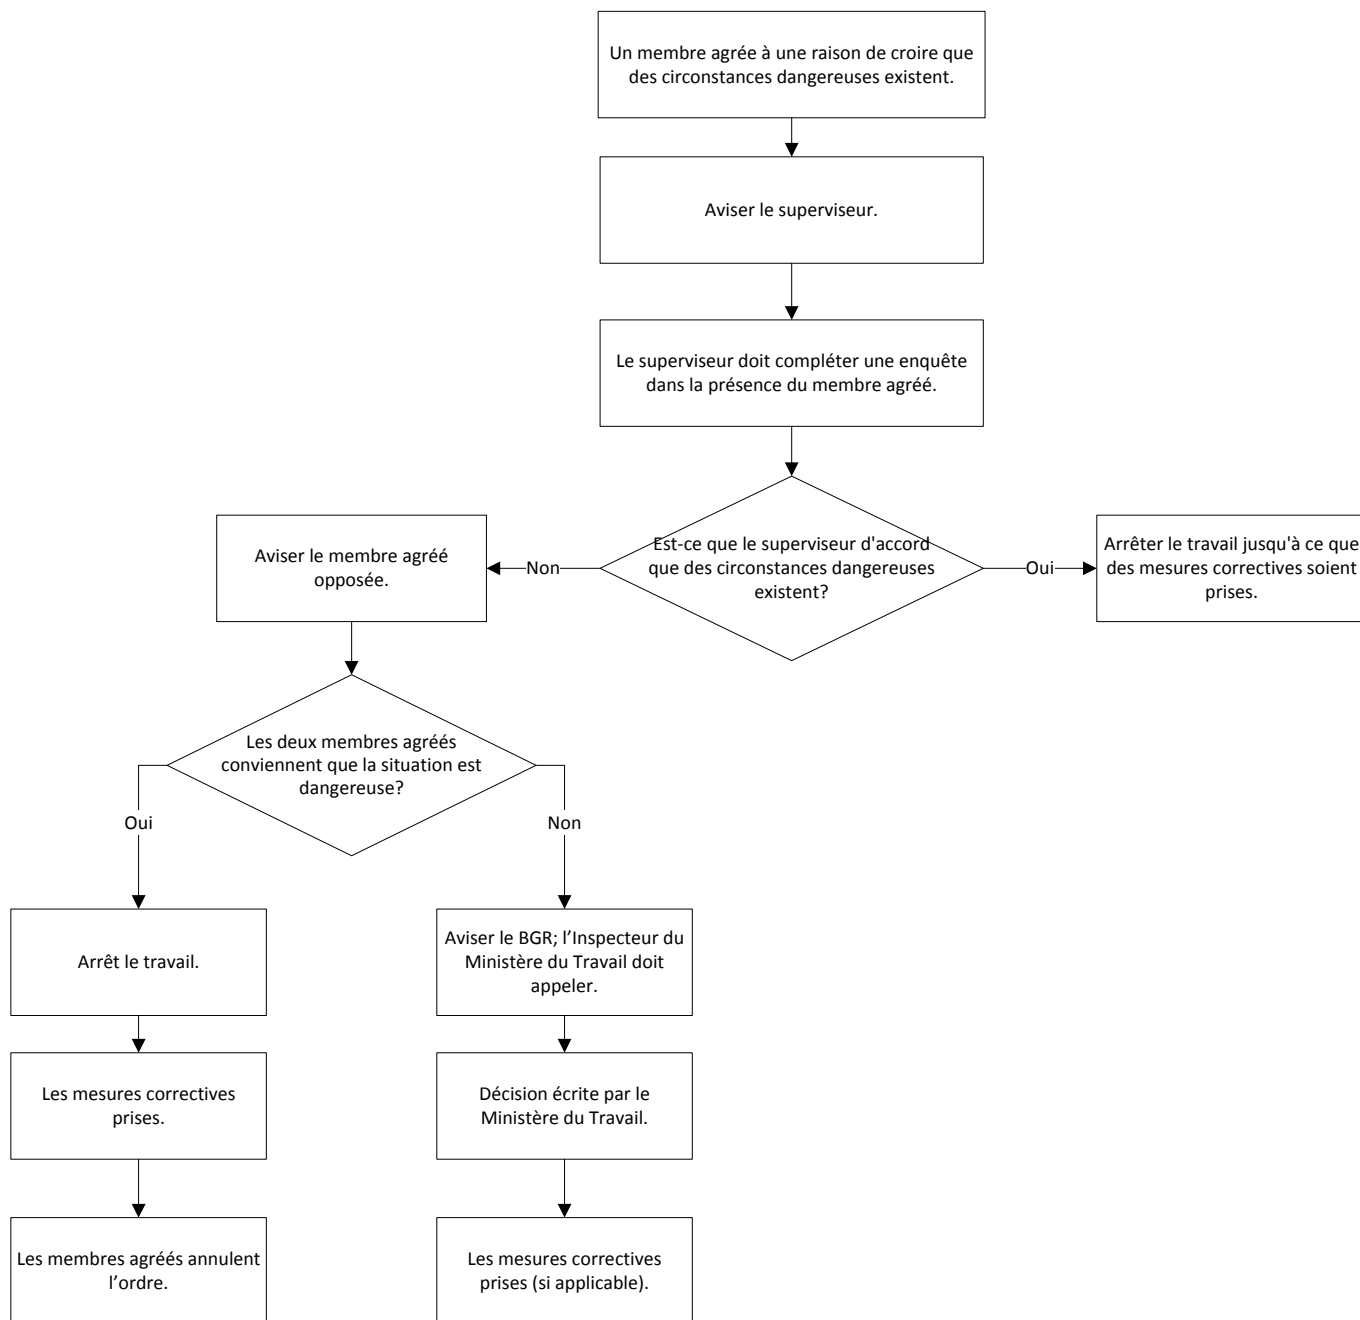 Un membre agrée à une raison de croire que
des circonstances dangereuses existent.
Aviser le superviseur.
Le superviseur doit compléter une enquête
dans la présence du membre agréé.
Est-ce que le superviseur d'accord
que des circonstances dangereuses
existent?
Non
Oui
Aviser le membre agréé
opposée.
Arrêter le travail jusqu'à ce que
des mesures correctives soient
prises.
Les deux membres agréés
conviennent que la situation est
dangereuse?
Oui
Non
Arrêt le travail.
Aviser le BGR; l’Inspecteur du
Ministère du Travail doit
appeler.
Les mesures correctives
prises.
Décision écrite par le
Ministère du Travail.
Les membres agréés annulent
l’ordre.
Les mesures correctives
prises (si applicable).